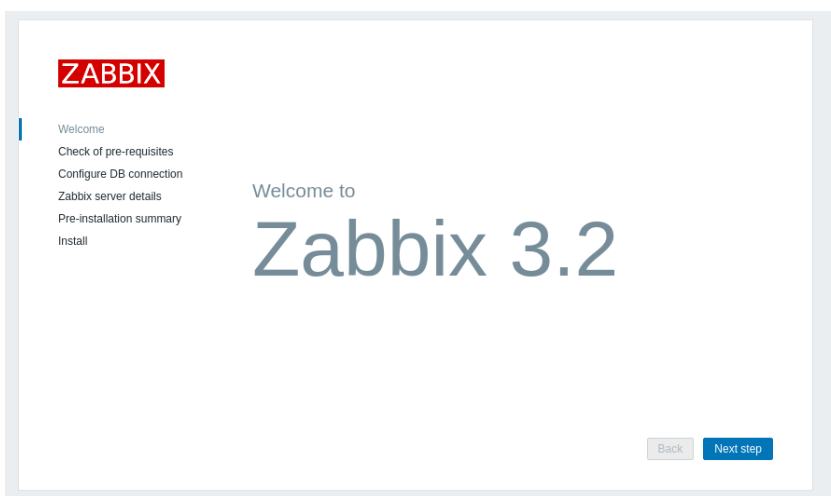 ZABBIX
Welcome
Check of pre-requisites
Configure DB connection
Zabbix server details
Pre-installation summary
Install
Welcome to
Zabbix 3.2
Back
Next step